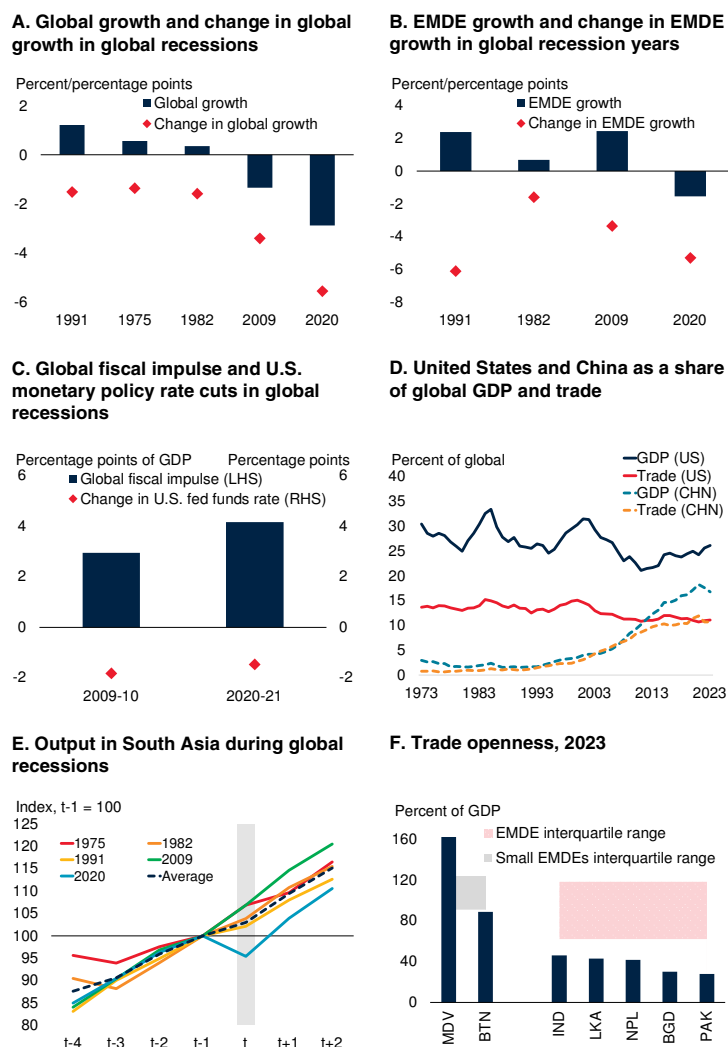 A. Global growth and change in global
growth in global recessions
Percent/percentage points
2
Global growth
Change in global growth
0
-2
-4
-6
1991 1975 1982 2009 2020
B. EMDE growth and change in EMDE
growth in global recession years
Percent/percentage points
4
EMDE growth
2
Change in EMDE growth
0
-2
-4
-6
-8
1991 1982 2009 2020
C. Global fiscal impulse and U.S.
monetary policy rate cuts in global
recessions
Percentage points of GDP Percentage points
6 6
Global fiscal impulse (LHS)
Change in U.S. fed funds rate (RHS)
4 4
2 2
0 0
-2 -2
2009-10 2020-21
D. United States and China as a share
of global GDP and trade
Percent of global
GDP (US)
Trade (US)
GDP (CHN)
Trade (CHN)
40
35
30
25
20
15
10
5
0
1973 1983 1993 2003 2013 2023
E. Output in South Asia during global
recessions
Index, t-1 = 100
125
120
115
110
105
100
95
90
85
80
1975 1982
1991 2009
2020 Average
t-4 t-3 t-2 t-1 t t+1 t+2
F. Trade openness, 2023
Percent of GDP
EMDE interquartile range
Small EMDEs interquartile range
160
120
80
40
0
MDV BTN IND LKA NPL BGD PAK